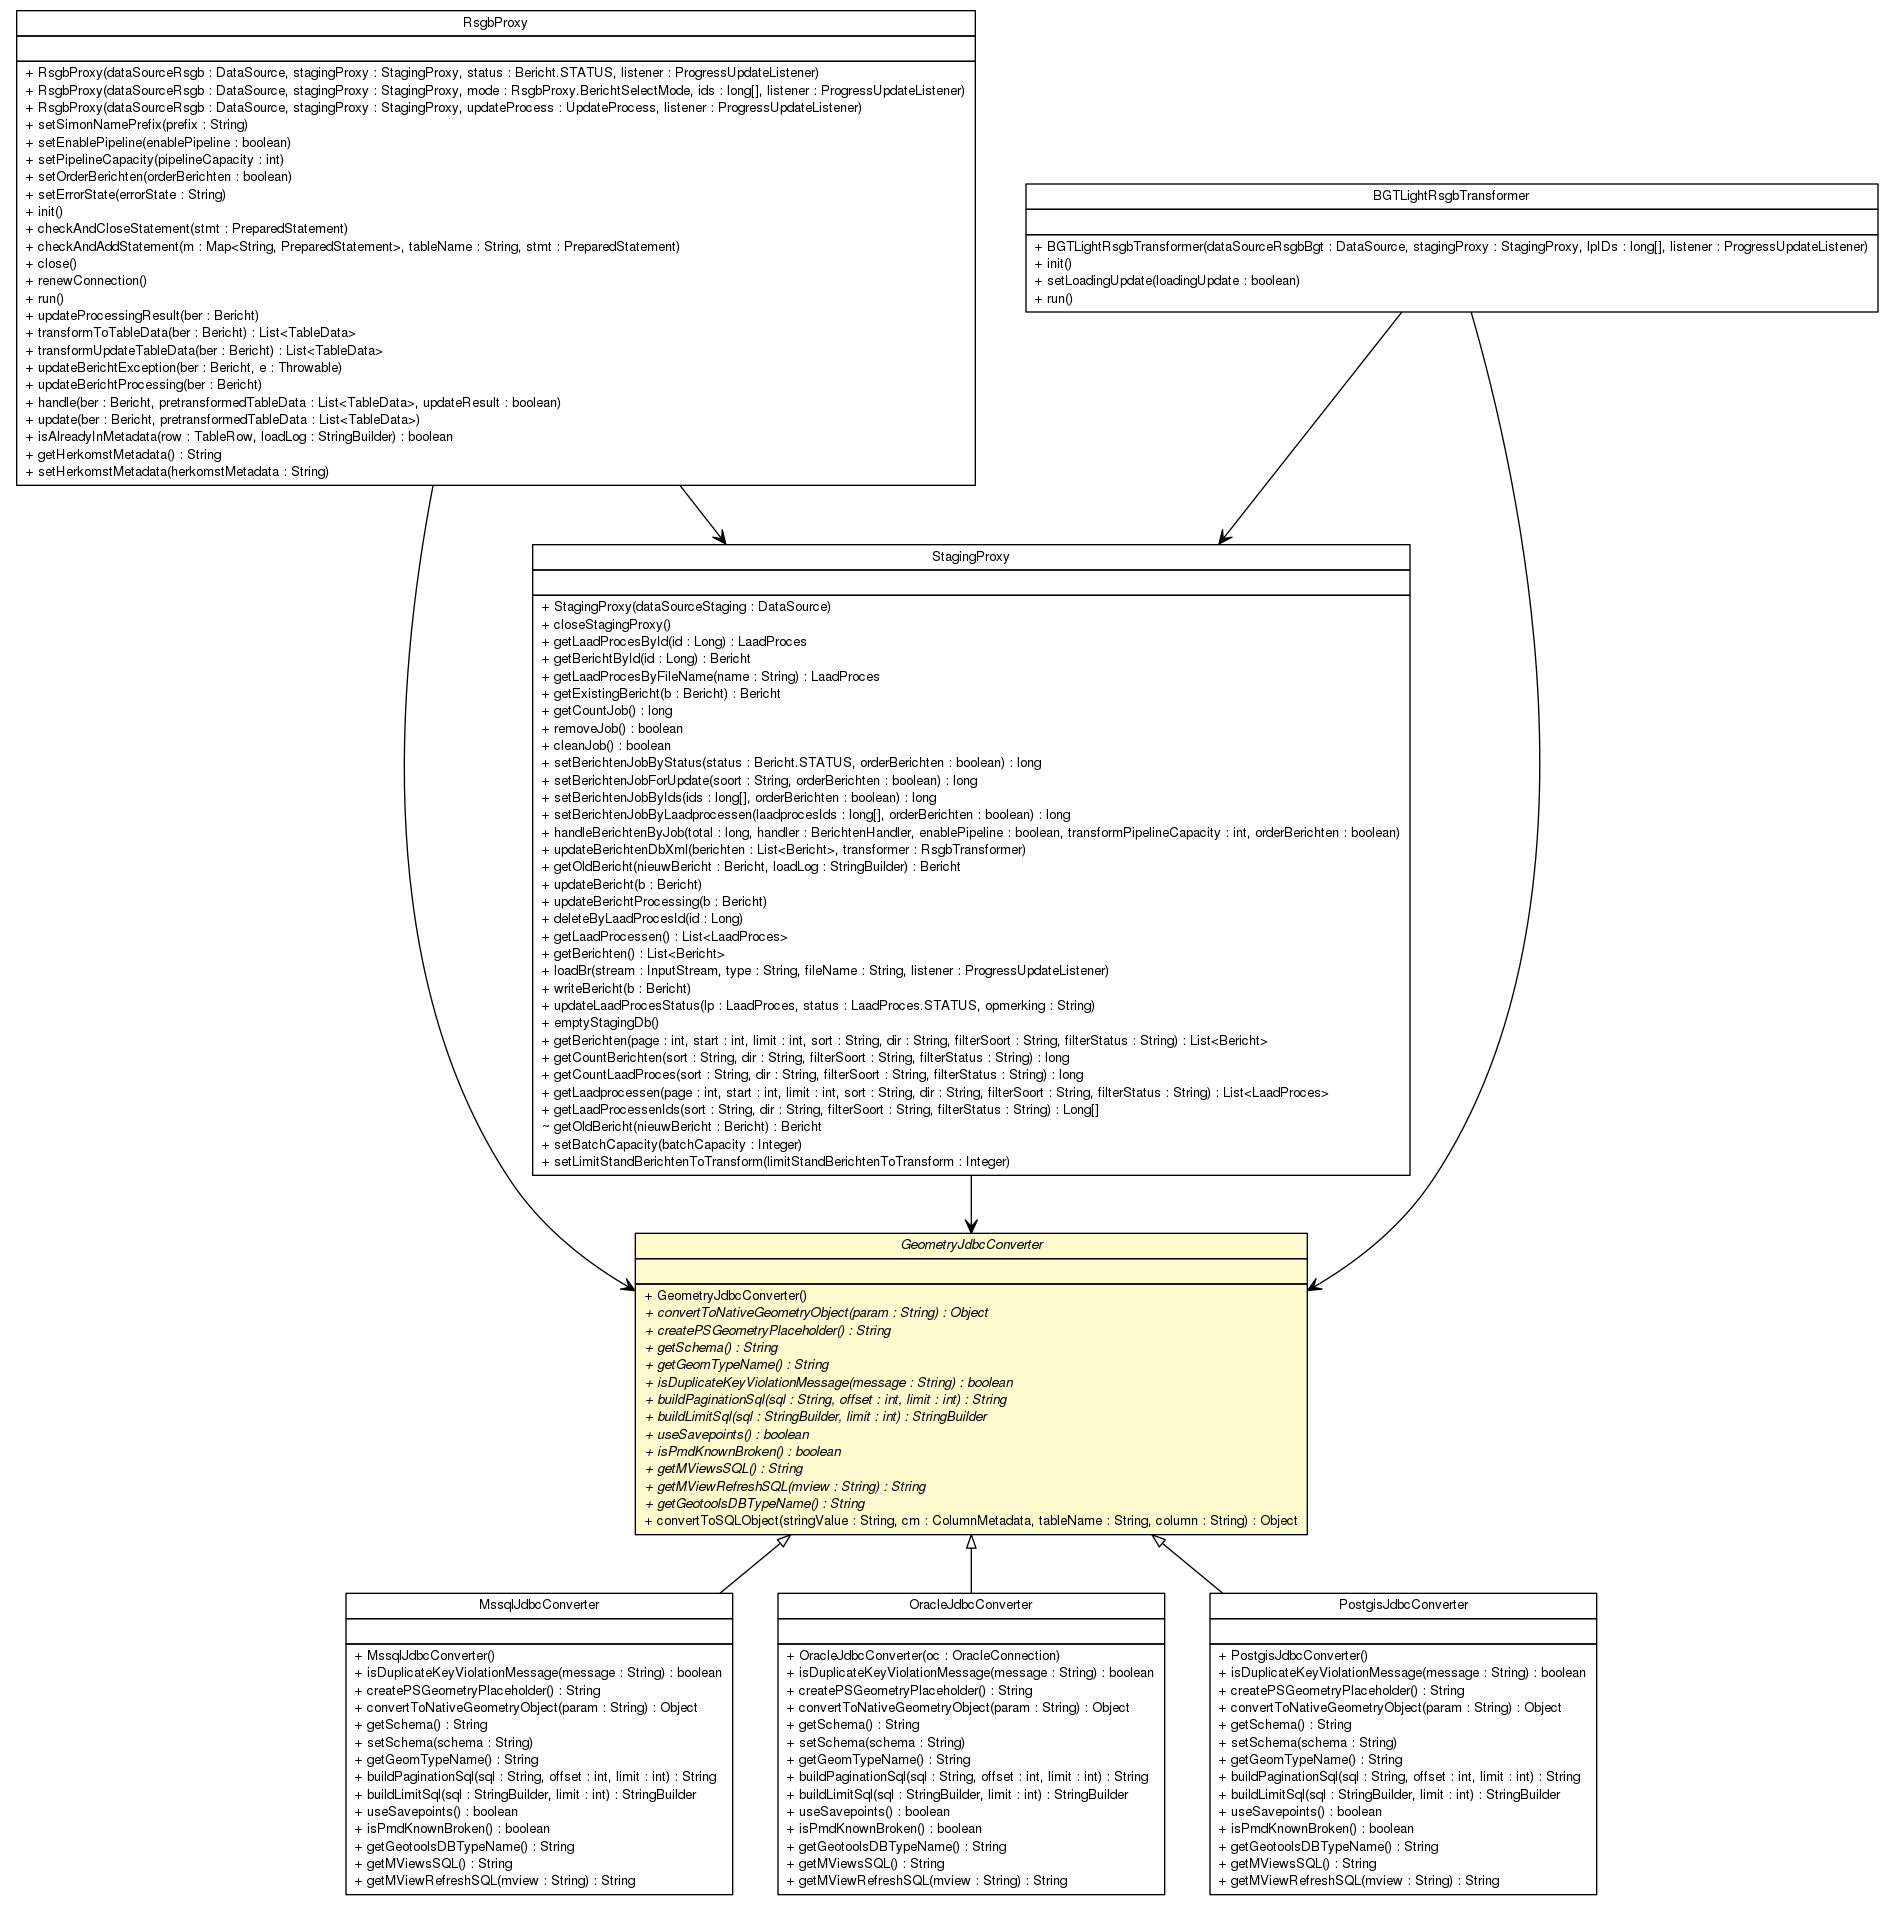 RsgbProxy
+ RsgbProxy(dataSourceRsgb : DataSource, stagingProxy : StagingProxy, status : Bericht.STATUS, listener : ProgressUpdateListener)
+ RsgbProxy(dataSourceRsgb : DataSource, stagingProxy : StagingProxy, mode : RsgbProxy.BerichtSelectMode, ids : long[], listener : ProgressUpdateListener)
+ RsgbProxy(dataSourceRsgb : DataSource, stagingProxy : StagingProxy, updateProcess : UpdateProcess, listener : ProgressUpdateListener)
+ setSimonNamePrefix(prefix : String)
+ setEnablePipeline(enablePipeline : boolean)
+ setPipelineCapacity(pipelineCapacity : int)
+ setOrderBerichten(orderBerichten : boolean)
+ setErrorState(errorState : String)
+ init()
+ checkAndCloseStatement(stmt : PreparedStatement)
+ checkAndAddStatement(m : Map<String, PreparedStatement>, tableName : String, stmt : PreparedStatement)
+ close()
+ renewConnection()
+ run()
+ updateProcessingResult(ber : Bericht)
+ transformToTableData(ber : Bericht) : List<TableData>
+ transformUpdateTableData(ber : Bericht) : List<TableData>
+ updateBerichtException(ber : Bericht, e : Throwable)
+ updateBerichtProcessing(ber : Bericht)
+ handle(ber : Bericht, pretransformedTableData : List<TableData>, updateResult : boolean)
+ update(ber : Bericht, pretransformedTableData : List<TableData>)
+ isAlreadyInMetadata(row : TableRow, loadLog : StringBuilder) : boolean
+ getHerkomstMetadata() : String
+ setHerkomstMetadata(herkomstMetadata : String)
BGTLightRsgbTransformer
+ BGTLightRsgbTransformer(dataSourceRsgbBgt : DataSource, stagingProxy : StagingProxy, lpIDs : long[], listener : ProgressUpdateListener)
+ init()
+ setLoadingUpdate(loadingUpdate : boolean)
+ run()
StagingProxy
+ StagingProxy(dataSourceStaging : DataSource)
+ closeStagingProxy()
+ getLaadProcesById(id : Long) : LaadProces
+ getBerichtById(id : Long) : Bericht
+ getLaadProcesByFileName(name : String) : LaadProces
+ getExistingBericht(b : Bericht) : Bericht
+ getCountJob() : long
+ removeJob() : boolean
+ cleanJob() : boolean
+ setBerichtenJobByStatus(status : Bericht.STATUS, orderBerichten : boolean) : long
+ setBerichtenJobForUpdate(soort : String, orderBerichten : boolean) : long
+ setBerichtenJobByIds(ids : long[], orderBerichten : boolean) : long
+ setBerichtenJobByLaadprocessen(laadprocesIds : long[], orderBerichten : boolean) : long
+ handleBerichtenByJob(total : long, handler : BerichtenHandler, enablePipeline : boolean, transformPipelineCapacity : int, orderBerichten : boolean)
+ updateBerichtenDbXml(berichten : List<Bericht>, transformer : RsgbTransformer)
+ getOldBericht(nieuwBericht : Bericht, loadLog : StringBuilder) : Bericht
+ updateBericht(b : Bericht)
+ updateBerichtProcessing(b : Bericht)
+ deleteByLaadProcesId(id : Long)
+ getLaadProcessen() : List<LaadProces>
+ getBerichten() : List<Bericht>
+ loadBr(stream : InputStream, type : String, fileName : String, listener : ProgressUpdateListener)
+ writeBericht(b : Bericht)
+ updateLaadProcesStatus(lp : LaadProces, status : LaadProces.STATUS, opmerking : String)
+ emptyStagingDb()
+ getBerichten(page : int, start : int, limit : int, sort : String, dir : String, filterSoort : String, filterStatus : String) : List<Bericht>
+ getCountBerichten(sort : String, dir : String, filterSoort : String, filterStatus : String) : long
+ getCountLaadProces(sort : String, dir : String, filterSoort : String, filterStatus : String) : long
+ getLaadprocessen(page : int, start : int, limit : int, sort : String, dir : String, filterSoort : String, filterStatus : String) : List<LaadProces>
+ getLaadProcessenIds(sort : String, dir : String, filterSoort : String, filterStatus : String) : Long[]
~ getOldBericht(nieuwBericht : Bericht) : Bericht
+ setBatchCapacity(batchCapacity : Integer)
+ setLimitStandBerichtenToTransform(limitStandBerichtenToTransform : Integer)
GeometryJdbcConverter
+ GeometryJdbcConverter()
+ convertToNativeGeometryObject(param : String) : Object
+ createPSGeometryPlaceholder() : String
+ getSchema() : String
+ getGeomTypeName() : String
+ isDuplicateKeyViolationMessage(message : String) : boolean
+ buildPaginationSql(sql : String, offset : int, limit : int) : String
+ buildLimitSql(sql : StringBuilder, limit : int) : StringBuilder
+ useSavepoints() : boolean
+ isPmdKnownBroken() : boolean
+ getMViewsSQL() : String
+ getMViewRefreshSQL(mview : String) : String
+ getGeotoolsDBTypeName() : String
+ convertToSQLObject(stringValue : String, cm : ColumnMetadata, tableName : String, column : String) : Object
MssqlJdbcConverter
+ MssqlJdbcConverter()
+ isDuplicateKeyViolationMessage(message : String) : boolean
+ createPSGeometryPlaceholder() : String
+ convertToNativeGeometryObject(param : String) : Object
+ getSchema() : String
+ setSchema(schema : String)
+ getGeomTypeName() : String
+ buildPaginationSql(sql : String, offset : int, limit : int) : String
+ buildLimitSql(sql : StringBuilder, limit : int) : StringBuilder
+ useSavepoints() : boolean
+ isPmdKnownBroken() : boolean
+ getGeotoolsDBTypeName() : String
+ getMViewsSQL() : String
+ getMViewRefreshSQL(mview : String) : String
OracleJdbcConverter
+ OracleJdbcConverter(oc : OracleConnection)
+ isDuplicateKeyViolationMessage(message : String) : boolean
+ createPSGeometryPlaceholder() : String
+ convertToNativeGeometryObject(param : String) : Object
+ getSchema() : String
+ setSchema(schema : String)
+ getGeomTypeName() : String
+ buildPaginationSql(sql : String, offset : int, limit : int) : String
+ buildLimitSql(sql : StringBuilder, limit : int) : StringBuilder
+ useSavepoints() : boolean
+ isPmdKnownBroken() : boolean
+ getGeotoolsDBTypeName() : String
+ getMViewsSQL() : String
+ getMViewRefreshSQL(mview : String) : String
PostgisJdbcConverter
+ PostgisJdbcConverter()
+ isDuplicateKeyViolationMessage(message : String) : boolean
+ createPSGeometryPlaceholder() : String
+ convertToNativeGeometryObject(param : String) : Object
+ getSchema() : String
+ setSchema(schema : String)
+ getGeomTypeName() : String
+ buildPaginationSql(sql : String, offset : int, limit : int) : String
+ buildLimitSql(sql : StringBuilder, limit : int) : StringBuilder
+ useSavepoints() : boolean
+ isPmdKnownBroken() : boolean
+ getGeotoolsDBTypeName() : String
+ getMViewsSQL() : String
+ getMViewRefreshSQL(mview : String) : String